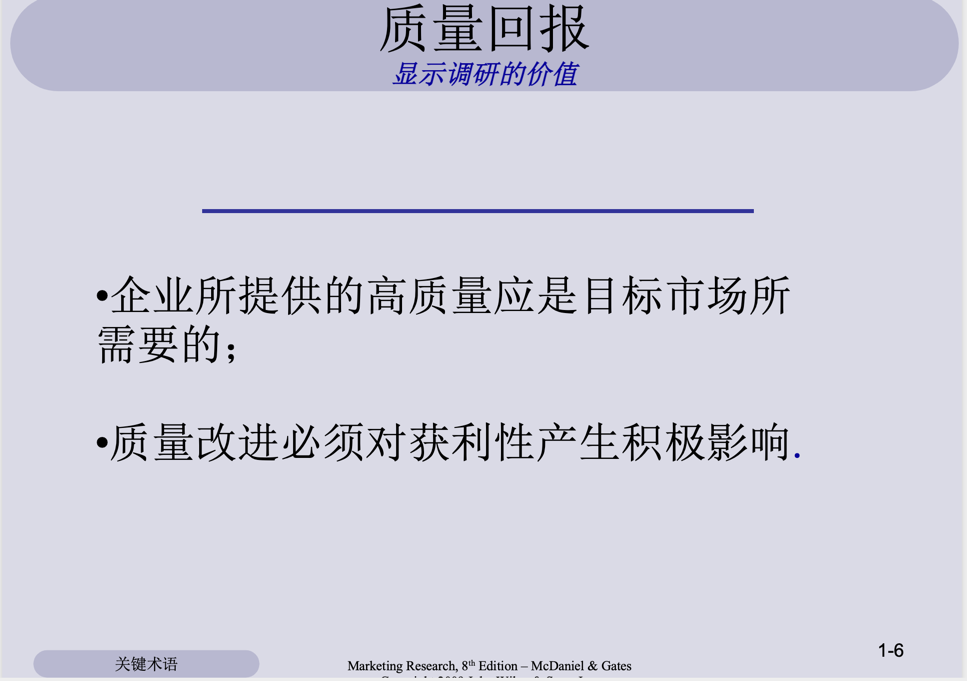 质量回报
显示调研的价值
•企业所提供的高质量应是目标市场所
需要的；
•质量改进必须对获利性产生积极影响.
1-6
关键术语
Marketing Research, 8th Edition – McDaniel & Gates